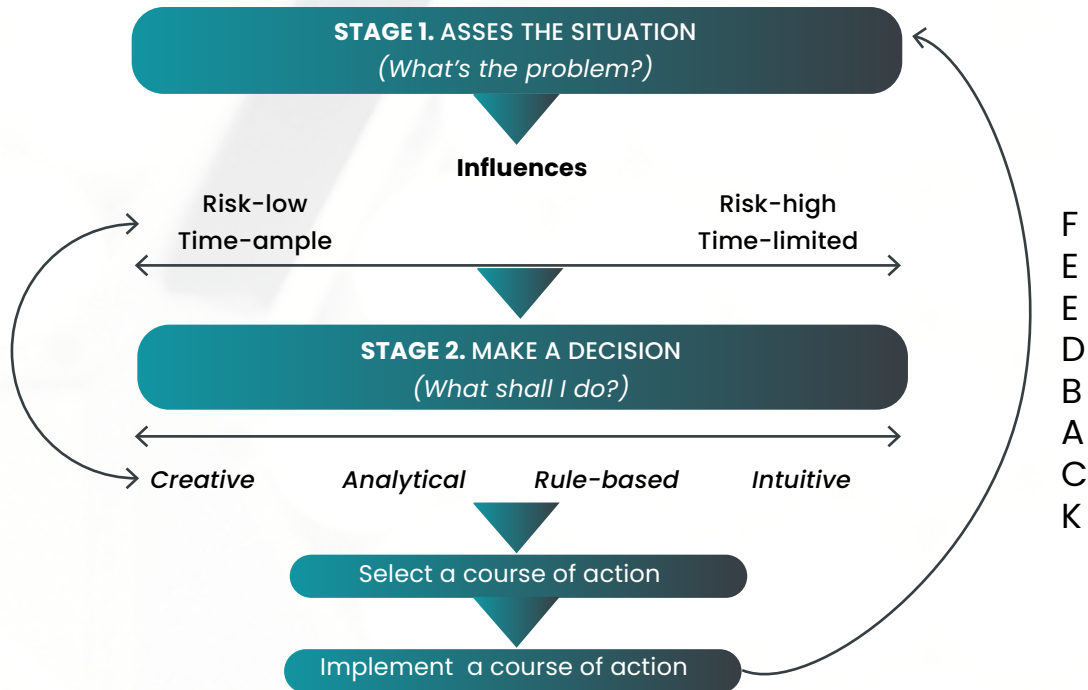 STAGE 1. ASSES THE SITUATION
(What's the problem?)
Influences
Risk-low
Time-ample
Risk-high
Time-limited
STAGE 2. MAKE A DECISION
(What shall I do?)
Creative Analytical Rule-based Intuitive
Select a course of action
Implement a course of action
F
E
E
D
B
A
C
K